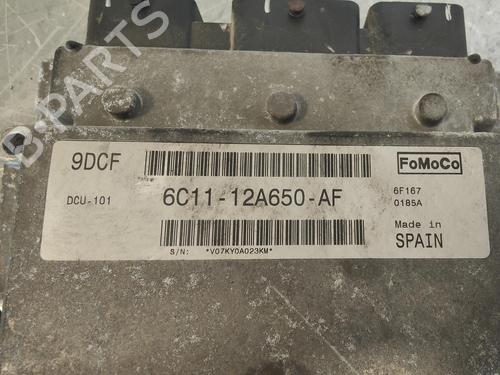 B-PARTS
9DCF
FoMoCo
DCU-101
6C11-12A650-AF
6F167
0185A
Made in
SPAIN
S/N: *V07KY0A023KM*